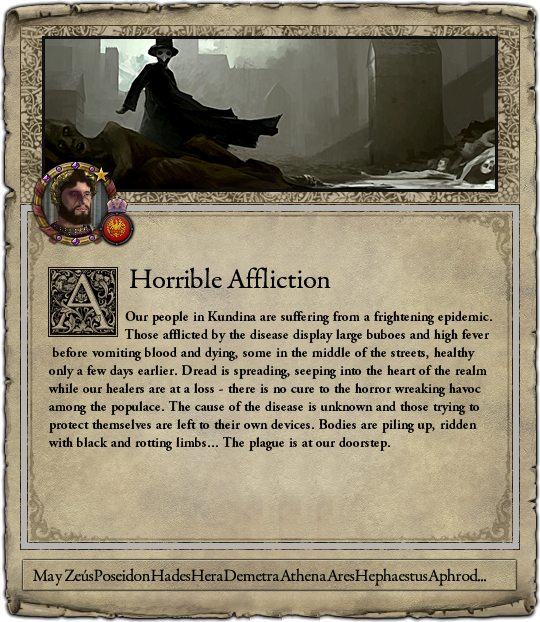 A
Horrible Affliction
Our people in Kundina are suffering from a frightening epidemic.
Those afflicted by the disease display large buboes and high fever
before vomiting blood and dying, some in the middle of the streets, healthy
only a few days earlier. Dread is spreading, seeping into the heart of the realm
while our healers are at a loss - there is no cure to the horror wreaking havoc
among the populace. The cause of the disease is unknown and those trying to
protect themselves are left to their own devices. Bodies are piling up, ridden
with black and rotting limbs... The plague is at our doorstep.
May ZeúsPoseidonHadesHeraDemetraAthenaAresHephaestusAphrod...